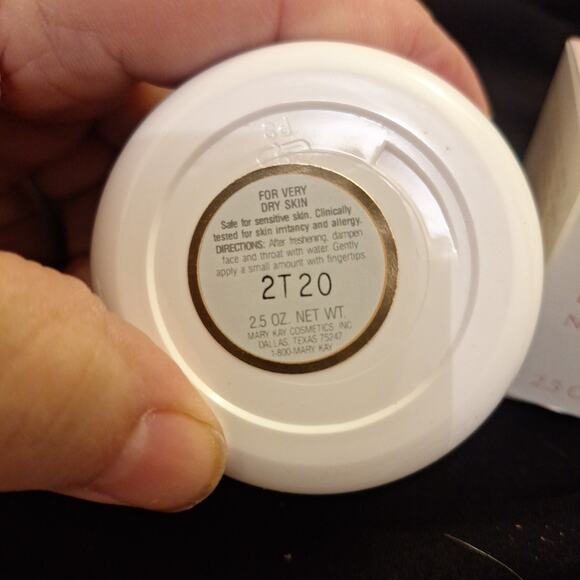 FOR VERY
DRY SKIN
Safe for sensitive skin. Clinically
tested for skin irritancy and allergy.
DIRECTIONS: After freshening, dampen
face and throat with water. Gently
apply a small amount with fingertips.
2T20
2.5 OZ. NET WT.
MARY KAY COSMETICS, INC.
DALLAS, TEXAS 75247
1-800-MARY KAY